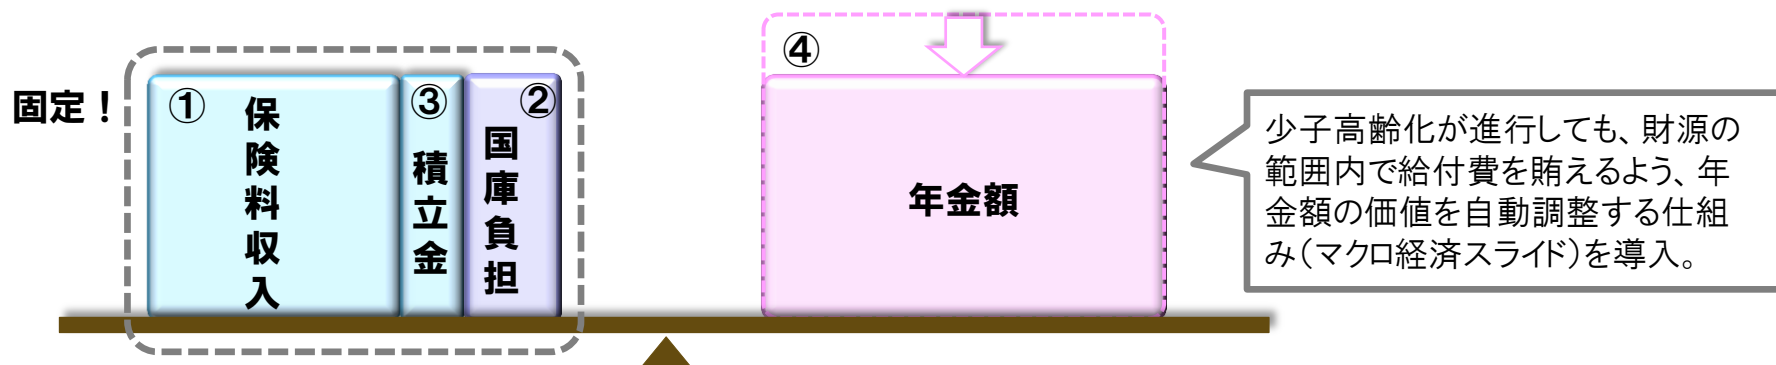 固定！
①
保険料収入
③
積立金
②
国庫負担
④
年金額
少子高齢化が進行しても、財源の
範囲内で給付費を賄えるよう、年
金額の価値を自動調整する仕組
み（マクロ経済スライド）を導入。